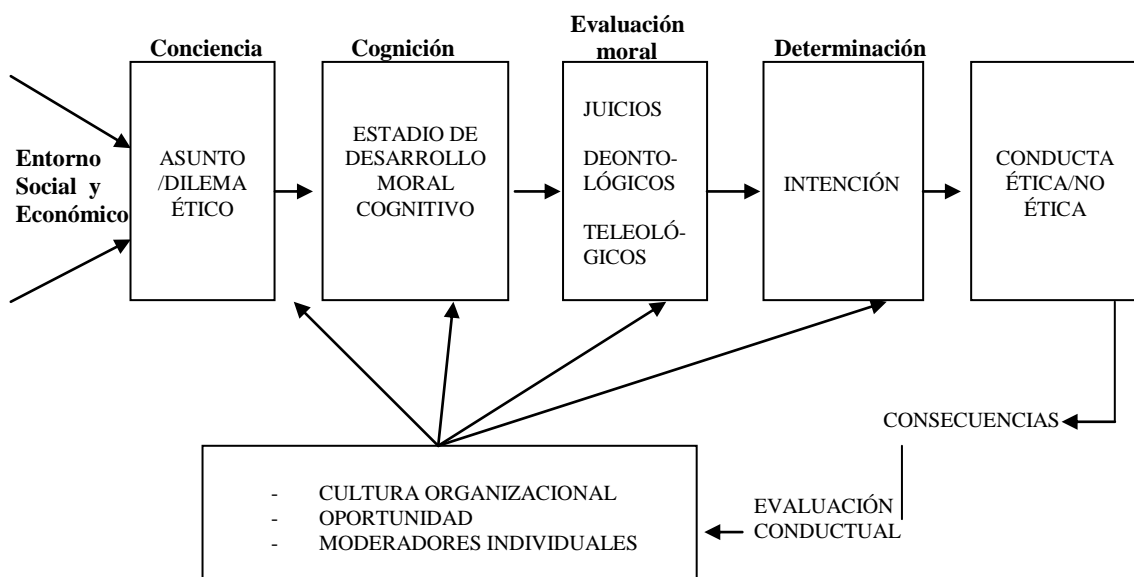 Conciencia
Cognición
Evaluación
moral
Determinación
Entorno
Social y
Económico
ASUNTO
/DILEMA
ÉTICO
ESTADIO DE
DESARROLLO
MORAL
COGNITIVO
JUICIOS
DEONTO-
LÓGICOS
TELEOLÓ-
GICOS
INTENCIÓN
CONDUCTA
ÉTICA/NO
ÉTICA
CONSECUENCIAS
EVALUACIÓN
CONDUCTUAL
- CULTURA ORGANIZACIONAL
- OPORTUNIDAD
- MODERADORES INDIVIDUALES